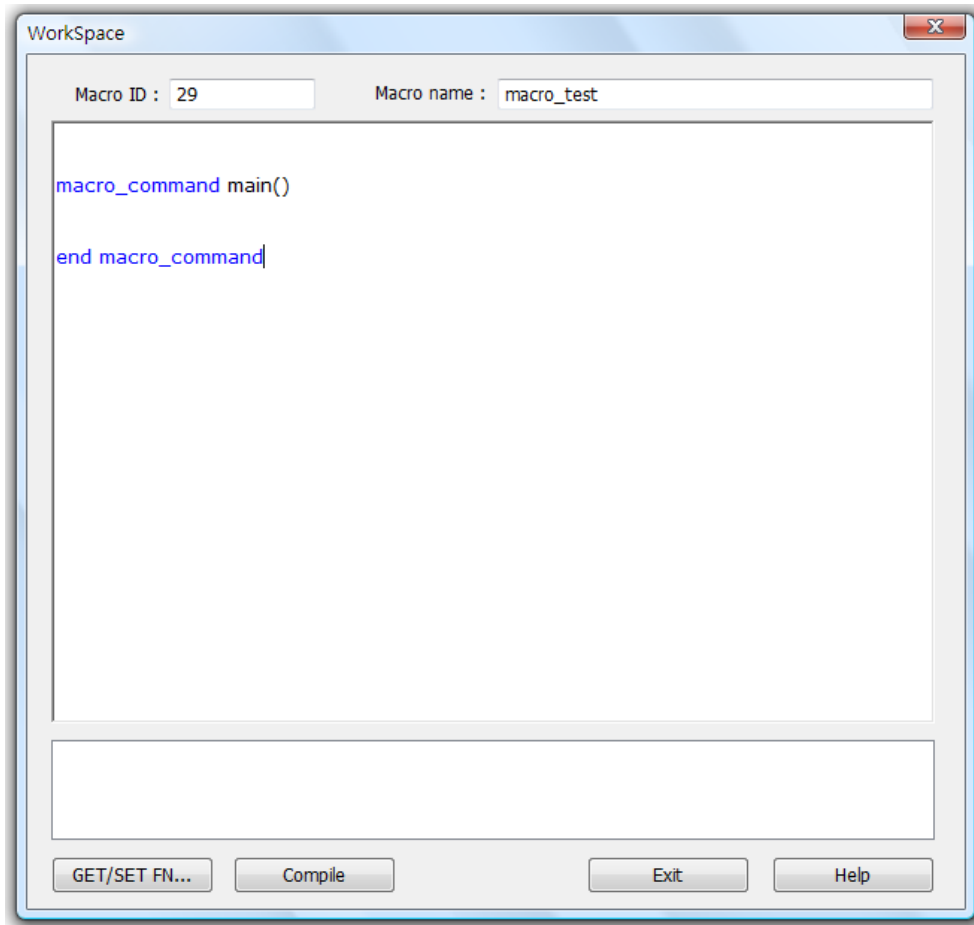 WorkSpace
Macro ID : 29 Macro name : macro_test
macro_command main()
end macro_command
GET/SET FN... Compile Exit Help